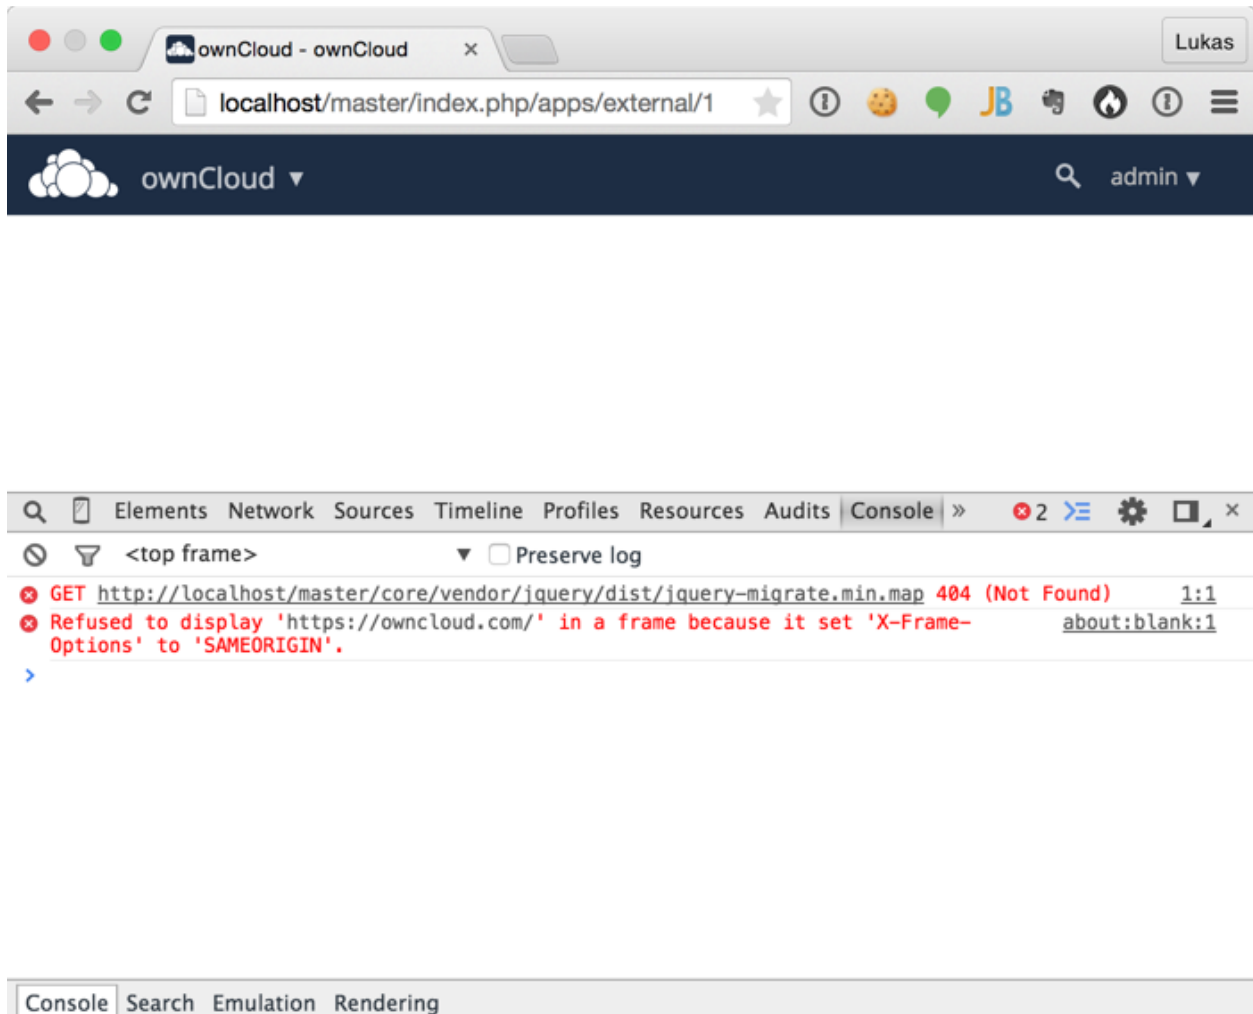 ownCloud - ownCloud ×
Lukas
localhost/master/index.php/apps/external/1
JB
ownCloud ▼
admin ▼
Elements Network Sources Timeline Profiles Resources Audits Console » 2 ×
<top frame> ▼ Preserve log
GET http://localhost/master/core/vendor/jquery/dist/jquery-migrate.min.map 404 (Not Found) 1:1
Refused to display 'https://owncloud.com/' in a frame because it set 'X-Frame- about:blank:1
Options' to 'SAMEORIGIN'.
>
Console Search Emulation Rendering